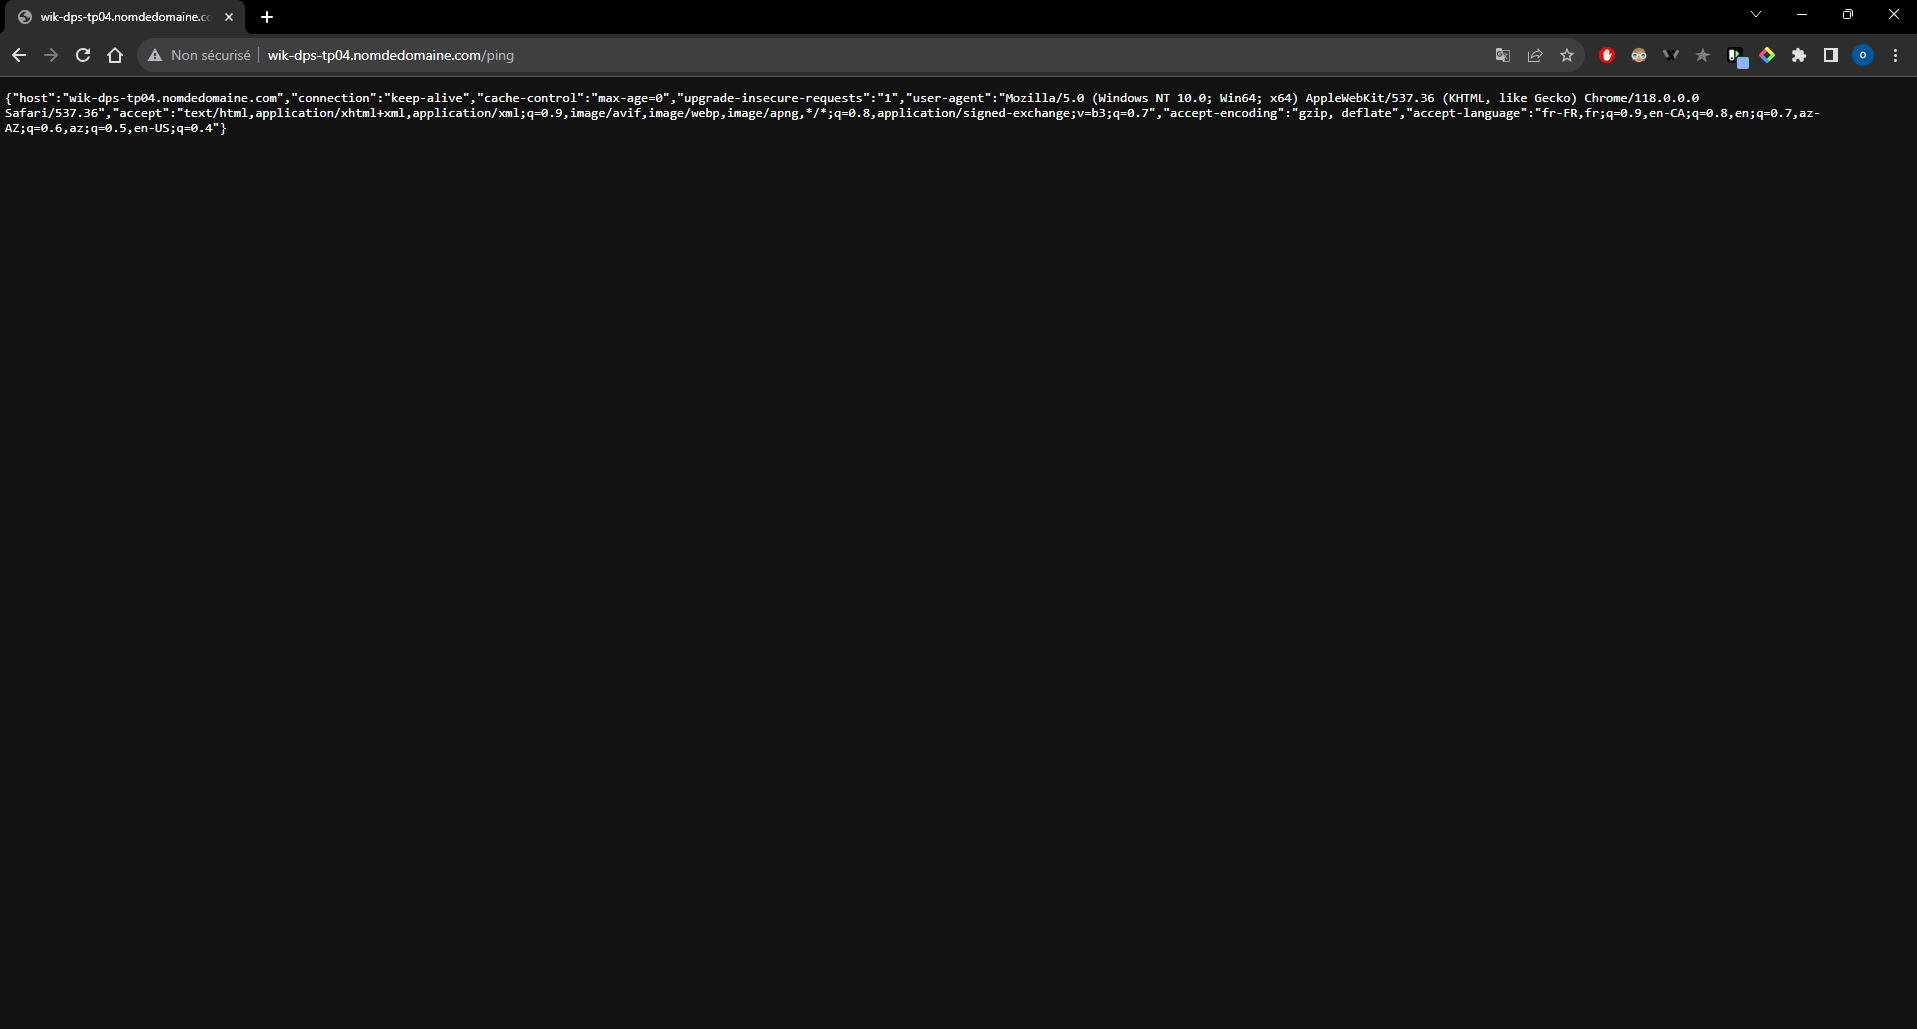 wik-dps-tp04.nomdedomaine.co
Non sécurisé
wik-dps-tp04.nomdedomaine.com/ping
O
{"host":"wik-dps-tp04.nomdedomaine.com","connection":"keep-alive","cache-control":"max-age=0","upgrade-insecure-requests":"1","user-agent":"Mozilla/5.0 (Windows NT 10.0; Win64; x64) AppleWebKit/537.36 (KHTML, like Gecko) Chrome/118.0.0.0
Safari/537.36","accept":"text/html,application/xhtml+xml,application/xml;q=0.9,image/avif,image/webp,image/apng,*/*;q=0.8,application/signed-exchange;v=b3;q=0.7","accept-encoding":"gzip, deflate","accept-language":"fr-FR,fr;q=0.9,en-CA;q=0.8,en;q=0.7,az-
AZ;q=0.6,az;q=0.5,en-US;q=0.4"}